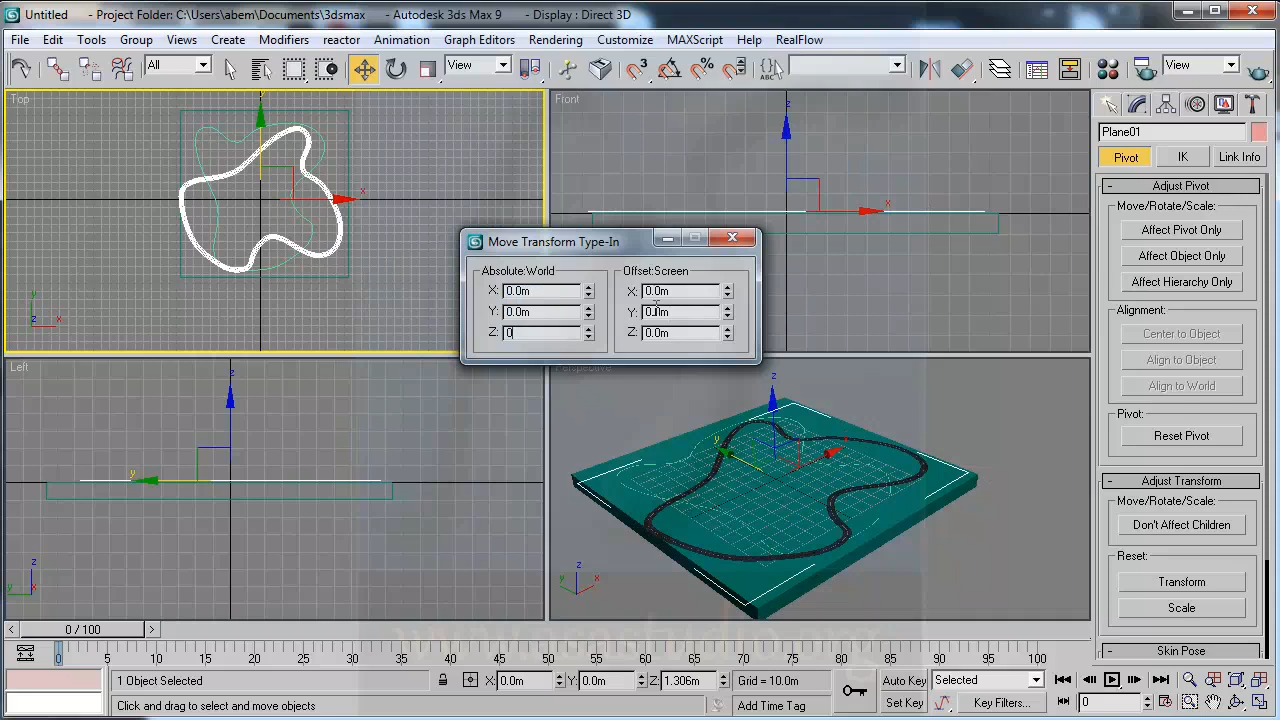 Untitled - Project Folder: C:\Users\abem\Documents\3dsmax - Autodesk 3ds Max 9 - Display : Direct 3D
File Edit Tools Group Views Create Modifiers reactor Animation Graph Editors Rendering Customize MAXScript Help RealFlow
All View 3 % ABC View
Top Front
Plane01
Pivot IK Link Info
Adjust Pivot
Move/Rotate/Scale:
Affect Pivot Only
Affect Object Only
Affect Hierarchy Only
Alignment:
Center to Object
Align to Object
Align to World
Pivot:
Reset Pivot
Adjust Transform
Move/Rotate/Scale:
Don't Affect Children
Reset:
Transform
Scale
Skin Pose
Move Transform Type-In
Absolute:World Offset:Screen
X: 0.0m X: 0.0m
Y: 0.0m Y: 0.0m
Z: 0 Z: 0.0m
Left Perspective
x y z
0 / 100
0 5 10 15 20 25 30 35 40 45 50 55 60 65 70 75 80 85 90 95 100
1 Object Selected X: 0.0m Y: 0.0m Z: 1.306m Grid = 10.0m Auto Key Selected
Click and drag to select and move objects Add Time Tag Set Key Key Filters... 0